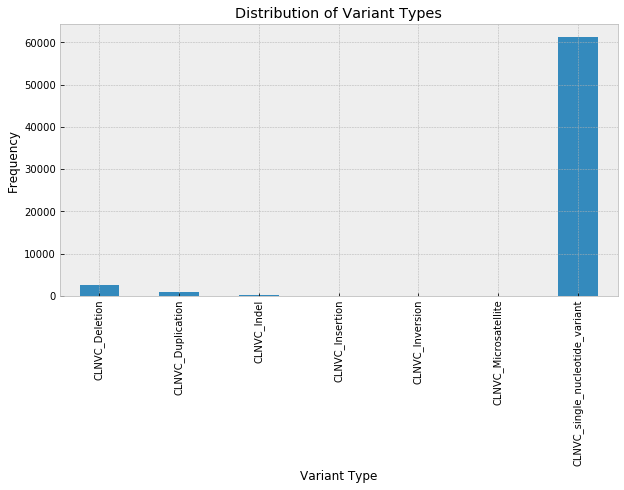 Distribution of Variant Types
Frequency
60000
50000
40000
30000
20000
10000
0
CLNVC_Deletion
CLNVC_Duplication
CLNVC_Indel
CLNVC_Insertion
CLNVC_Inversion
CLNVC_Microsatellite
CLNVC_single_nucleotide_variant
Variant Type